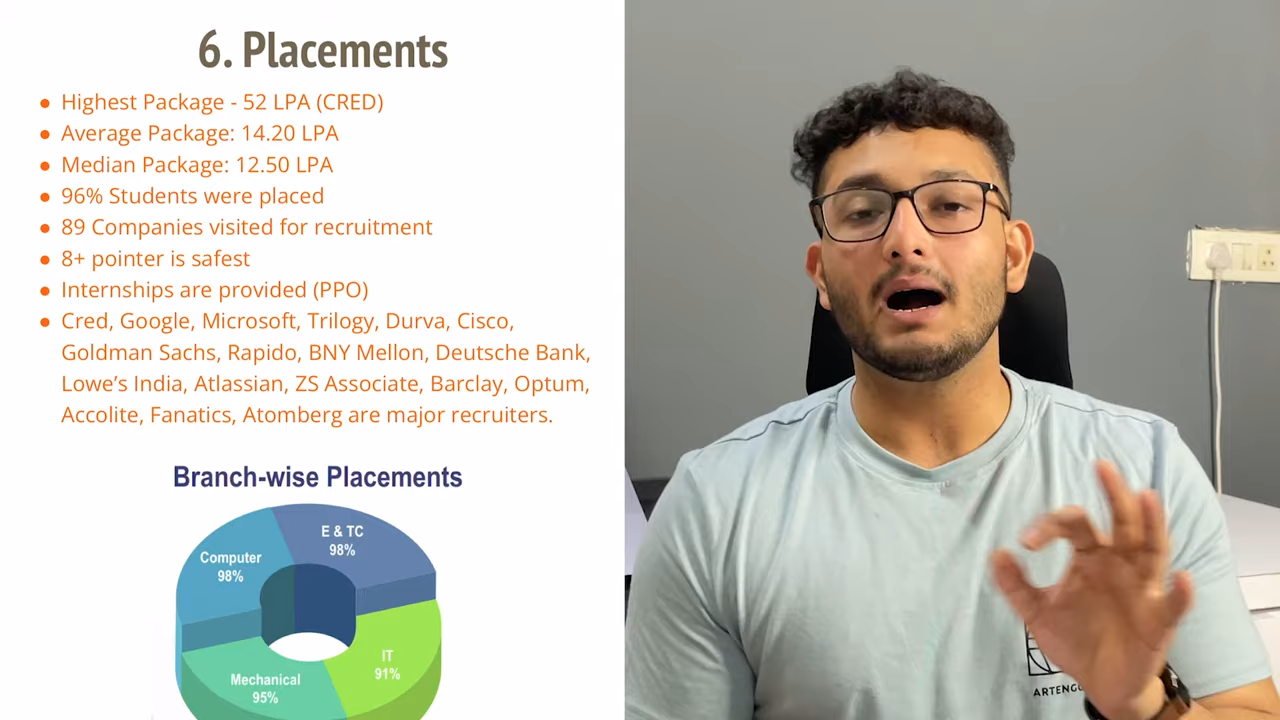 6. Placements
● Highest Package - 52 LPA (CRED)
● Average Package: 14.20 LPA
● Median Package: 12.50 LPA
● 96% Students were placed
● 89 Companies visited for recruitment
● 8+ pointer is safest
● Internships are provided (PPO)
● Cred, Google, Microsoft, Trilogy, Durva, Cisco,
Goldman Sachs, Rapido, BNY Mellon, Deutsche Bank,
Lowe's India, Atlassian, ZS Associate, Barclay, Optum,
Accolite, Fanatics, Atomberg are major recruiters.
Branch-wise Placements
E & TC
98%
Computer
98%
IT
91%
Mechanical
95%